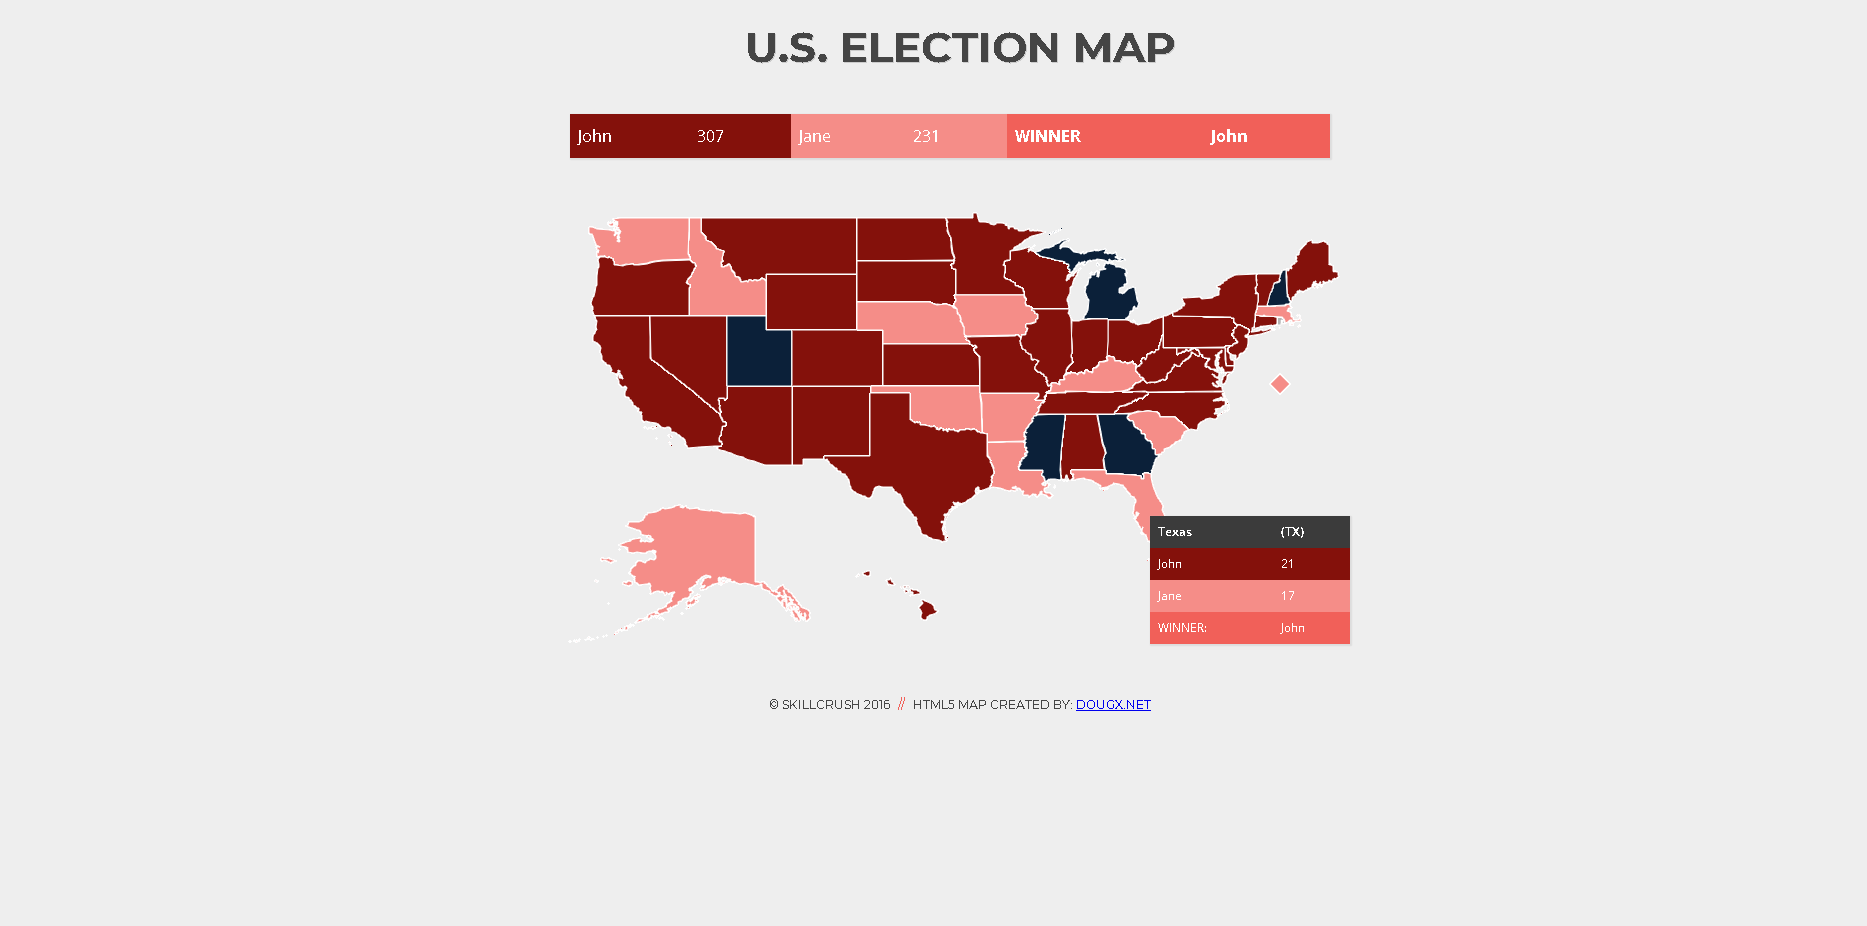 U.S. ELECTION MAP
John 307 Jane 231 WINNER John
Texas (TX)
John 21
Jane 17
WINNER: John
© SKILLCRUSH 2016 // HTML5 MAP CREATED BY: DOUGX.NET